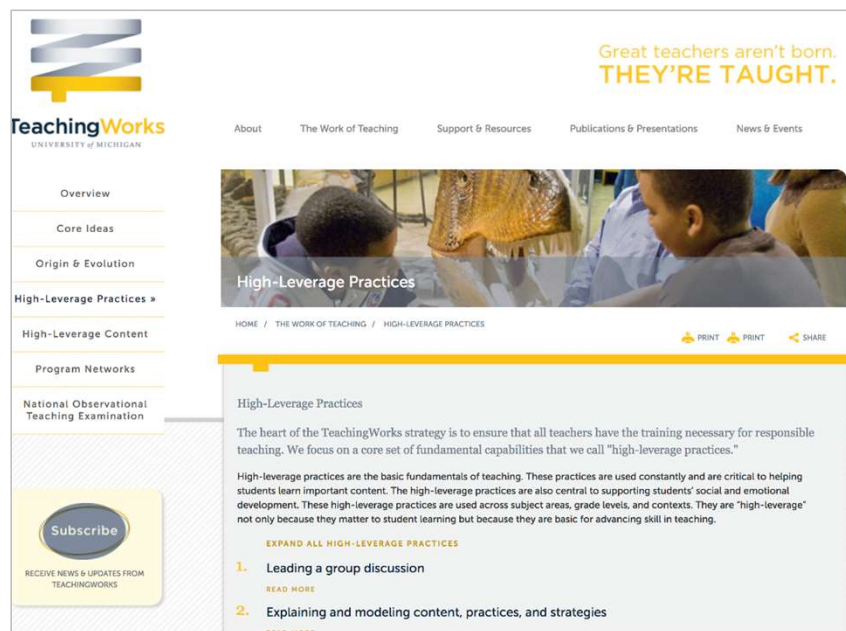 Great teachers aren't born.
THEY'RE TAUGHT.
TeachingWorks
UNIVERSITY of MICHIGAN
About
The Work of Teaching
Support & Resources
Publications & Presentations
News & Events
Overview
Core Ideas
Origin & Evolution
High-Leverage Practices »
High-Leverage Content
Program Networks
National Observational
Teaching Examination
Subscribe
RECEIVE NEWS & UPDATES FROM
TEACHINGWORKS
High-Leverage Practices
HOME / THE WORK OF TEACHING / HIGH-LEVERAGE PRACTICES
PRINT PRINT SHARE
High-Leverage Practices
The heart of the TeachingWorks strategy is to ensure that all teachers have the training necessary for responsible
teaching. We focus on a core set of fundamental capabilities that we call "high-leverage practices."
High-leverage practices are the basic fundamentals of teaching. These practices are used constantly and are critical to helping
students learn important content. The high-leverage practices are also central to supporting students' social and emotional
development. These high-leverage practices are used across subject areas, grade levels, and contexts. They are "high-leverage"
not only because they matter to student learning but because they are basic for advancing skill in teaching.
EXPAND ALL HIGH-LEVERAGE PRACTICES
1. Leading a group discussion
READ MORE
2. Explaining and modeling content, practices, and strategies